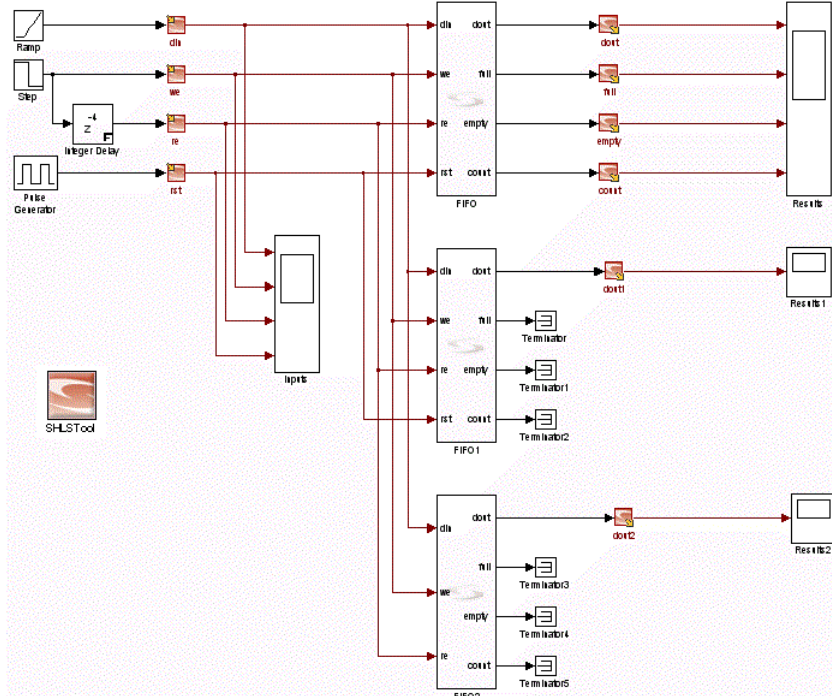 Ramp
din
Step
we
-4
Z
F
Integer Delay
re
Pulse
Generator
rst
din
we
re
rst
dout
full
empty
count
FIFO
dout
full
empty
count
Results
Inputs
SHLSTool
din
we
re
rst
dout
full
empty
count
FIFO1
dout1
Results1
Terminator
Terminator1
Terminator2
din
we
re
dout
full
empty
count
FIFO2
dout2
Results2
Terminator3
Terminator4
Terminator5